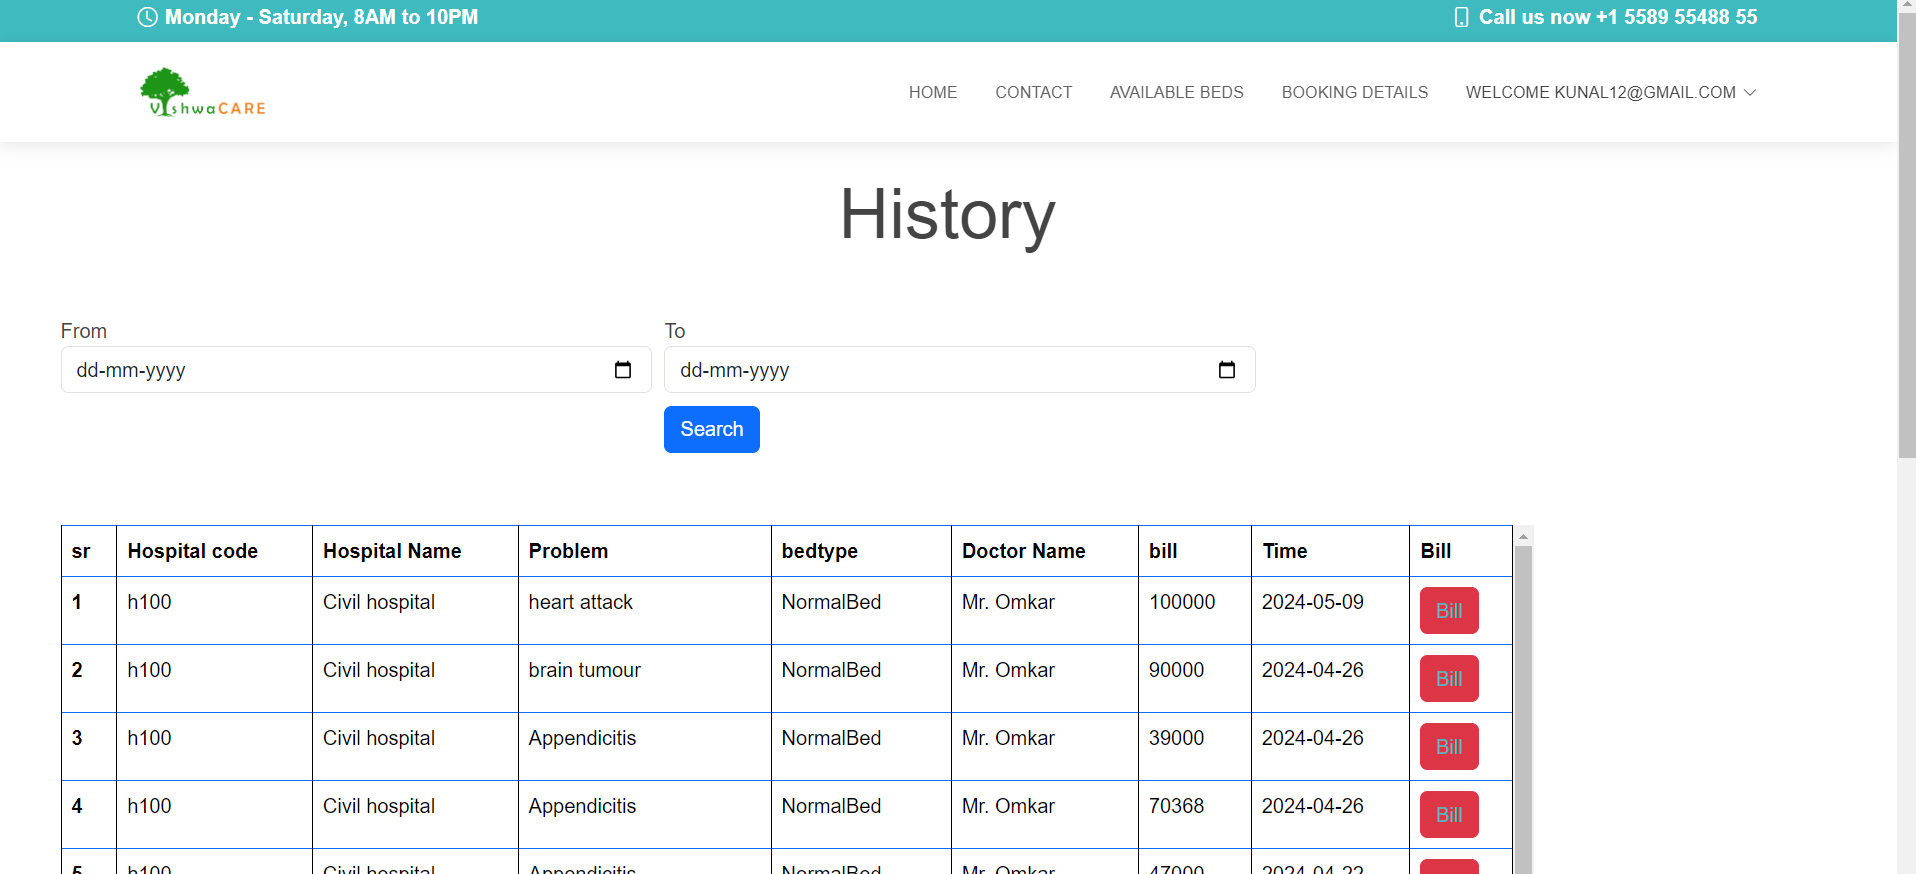 Monday - Saturday, 8AM to 10PM Call us now +1 5589 55488 55
VishwaCARE HOME CONTACT AVAILABLE BEDS BOOKING DETAILS WELCOME KUNAL12@GMAIL.COM
History
From To
dd-mm-yyyy dd-mm-yyyy
Search
sr Hospital code Hospital Name Problem bedtype Doctor Name bill Time Bill
1 h100 Civil hospital heart attack NormalBed Mr. Omkar 100000 2024-05-09 Bill
2 h100 Civil hospital brain tumour NormalBed Mr. Omkar 90000 2024-04-26 Bill
3 h100 Civil hospital Appendicitis NormalBed Mr. Omkar 39000 2024-04-26 Bill
4 h100 Civil hospital Appendicitis NormalBed Mr. Omkar 70368 2024-04-26 Bill
5 h100 Civil hospital Appendicitis NormalBed Mr. Omkar 47000 2024-04-22